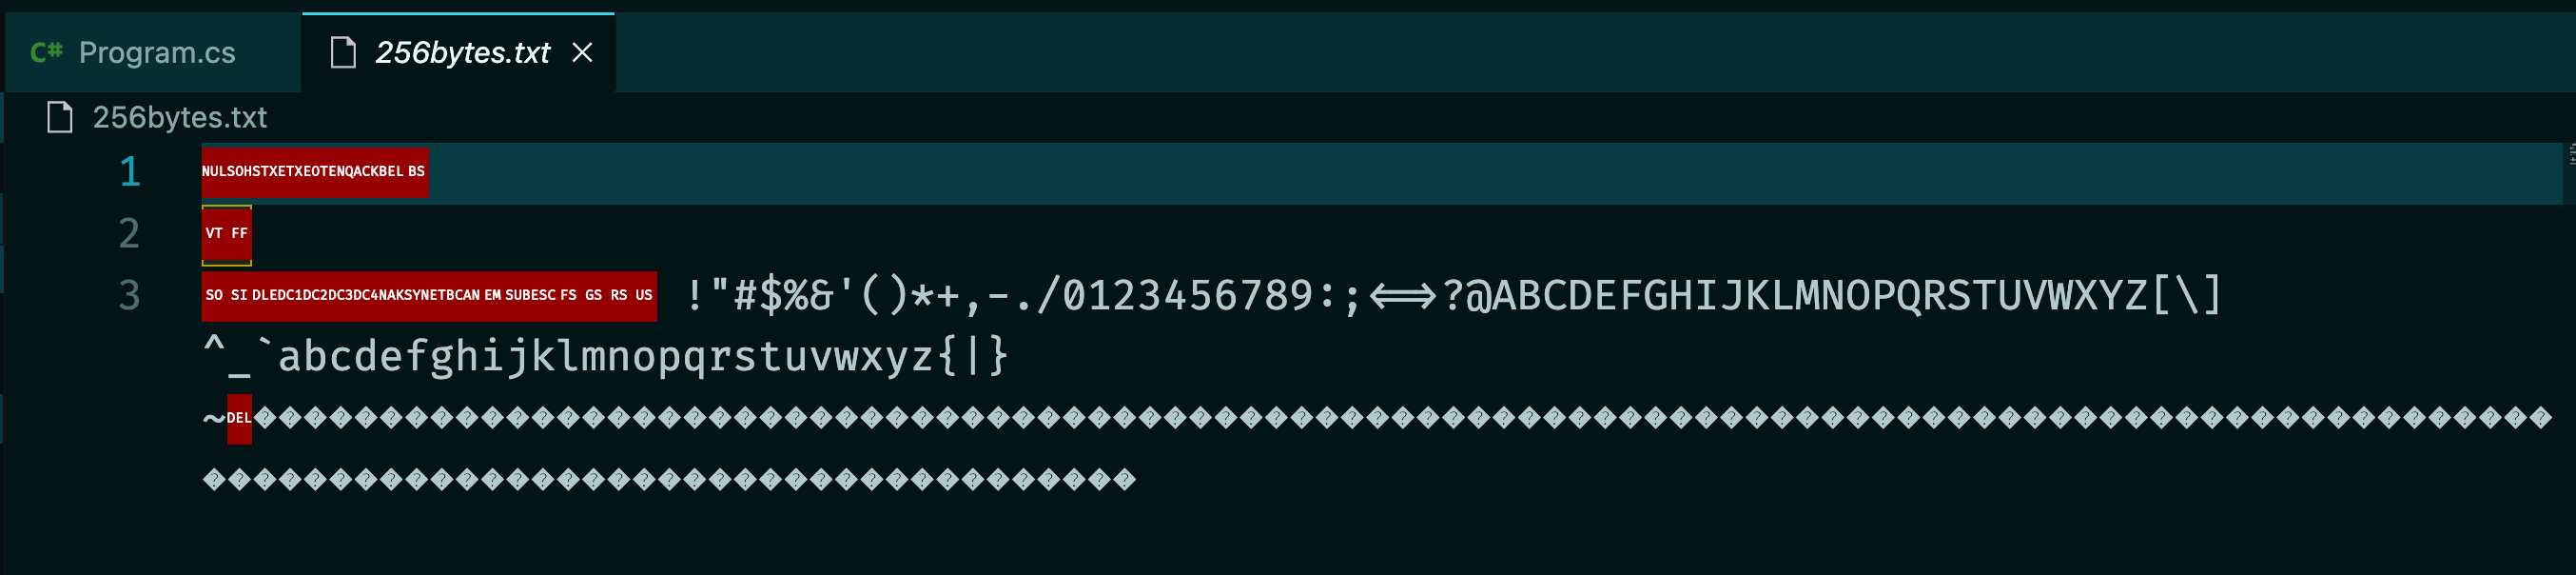 C# Program.cs 256bytes.txt ×
256bytes.txt
1 NULSOHSTXETXEOTENQACKBEL BS
2 VT FF
3 SO SI DLEDC1DC2DC3DC4NAKSYNETBCAN EM SUBESC FS GS RS US !"#$%&'()*+,-./0123456789:;<=>?@ABCDEFGHIJKLMNOPQRSTUVWXYZ[\]
^_`abcdefghijklmnopqrstuvwxyz{|}
~DEL�������������������������������������������������������������������������������������������
�������������������������������������